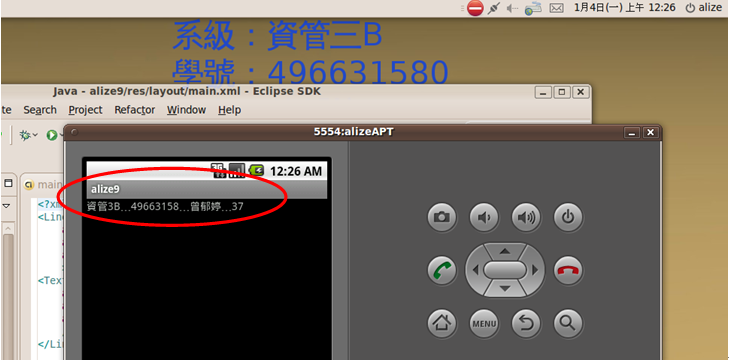 1月4日(一) 上午 12:26 alize
系級：資管三B
學號：496631580
Java - alize9/res/layout/main.xml - Eclipse SDK
te Search Project Refactor Window Help
5554:alizeAPT
12:26 AM
main
alize9
資管3B...49663158...曾郁婷...37
<?xm
<Line
<Tex
</Lin
MENU